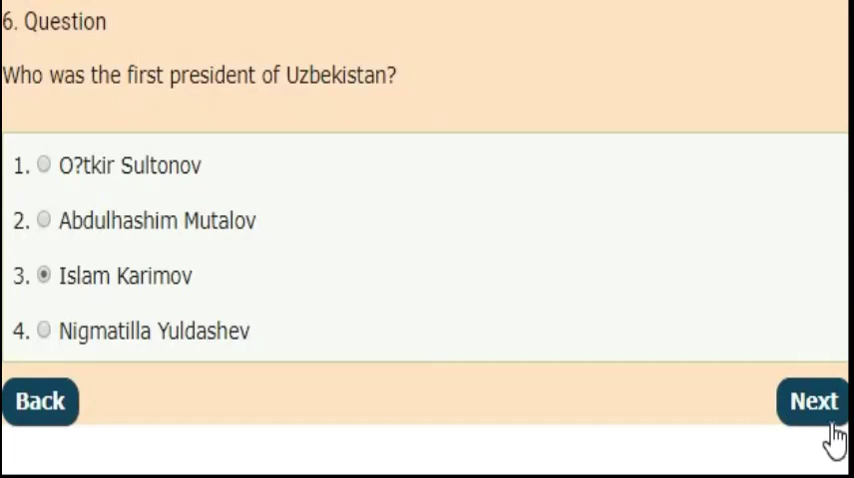 6. Question
Who was the first president of Uzbekistan?
1. O?tkir Sultonov
2. Abdulhashim Mutalov
3. Islam Karimov
4. Nigmatilla Yuldashev
Back Next